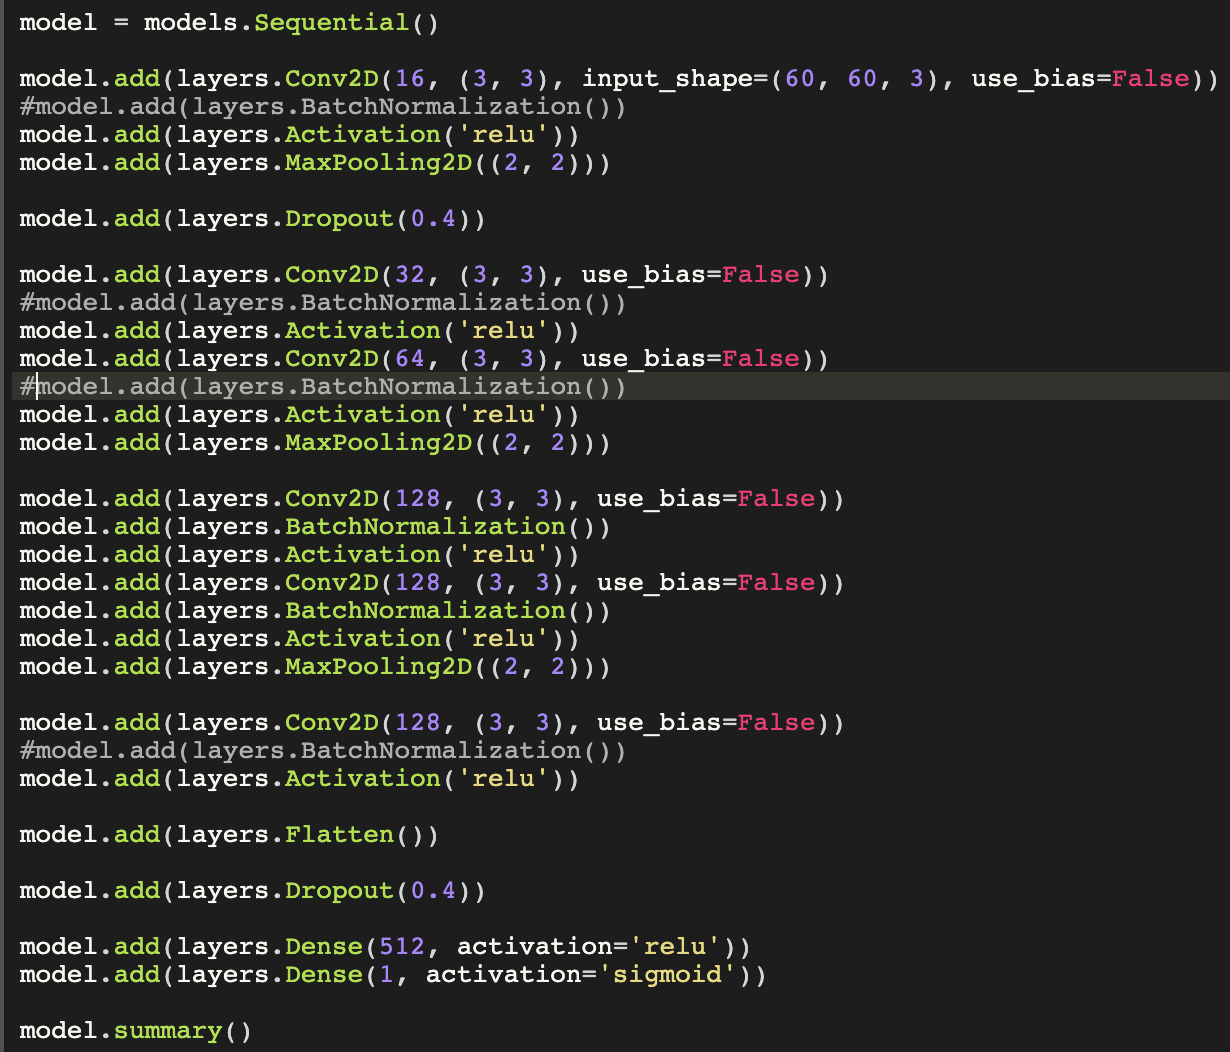 model = models.Sequential()
model.add(layers.Conv2D(16, (3, 3), input_shape=(60, 60, 3), use_bias=False))
#model.add(layers.BatchNormalization())
model.add(layers.Activation('relu'))
model.add(layers.MaxPooling2D((2, 2)))
model.add(layers.Dropout(0.4))
model.add(layers.Conv2D(32, (3, 3), use_bias=False))
#model.add(layers.BatchNormalization())
model.add(layers.Activation('relu'))
model.add(layers.Conv2D(64, (3, 3), use_bias=False))
#model.add(layers.BatchNormalization())
model.add(layers.Activation('relu'))
model.add(layers.MaxPooling2D((2, 2)))
model.add(layers.Conv2D(128, (3, 3), use_bias=False))
model.add(layers.BatchNormalization())
model.add(layers.Activation('relu'))
model.add(layers.Conv2D(128, (3, 3), use_bias=False))
model.add(layers.BatchNormalization())
model.add(layers.Activation('relu'))
model.add(layers.MaxPooling2D((2, 2)))
model.add(layers.Conv2D(128, (3, 3), use_bias=False))
#model.add(layers.BatchNormalization())
model.add(layers.Activation('relu'))
model.add(layers.Flatten())
model.add(layers.Dropout(0.4))
model.add(layers.Dense(512, activation='relu'))
model.add(layers.Dense(1, activation='sigmoid'))
model.summary()